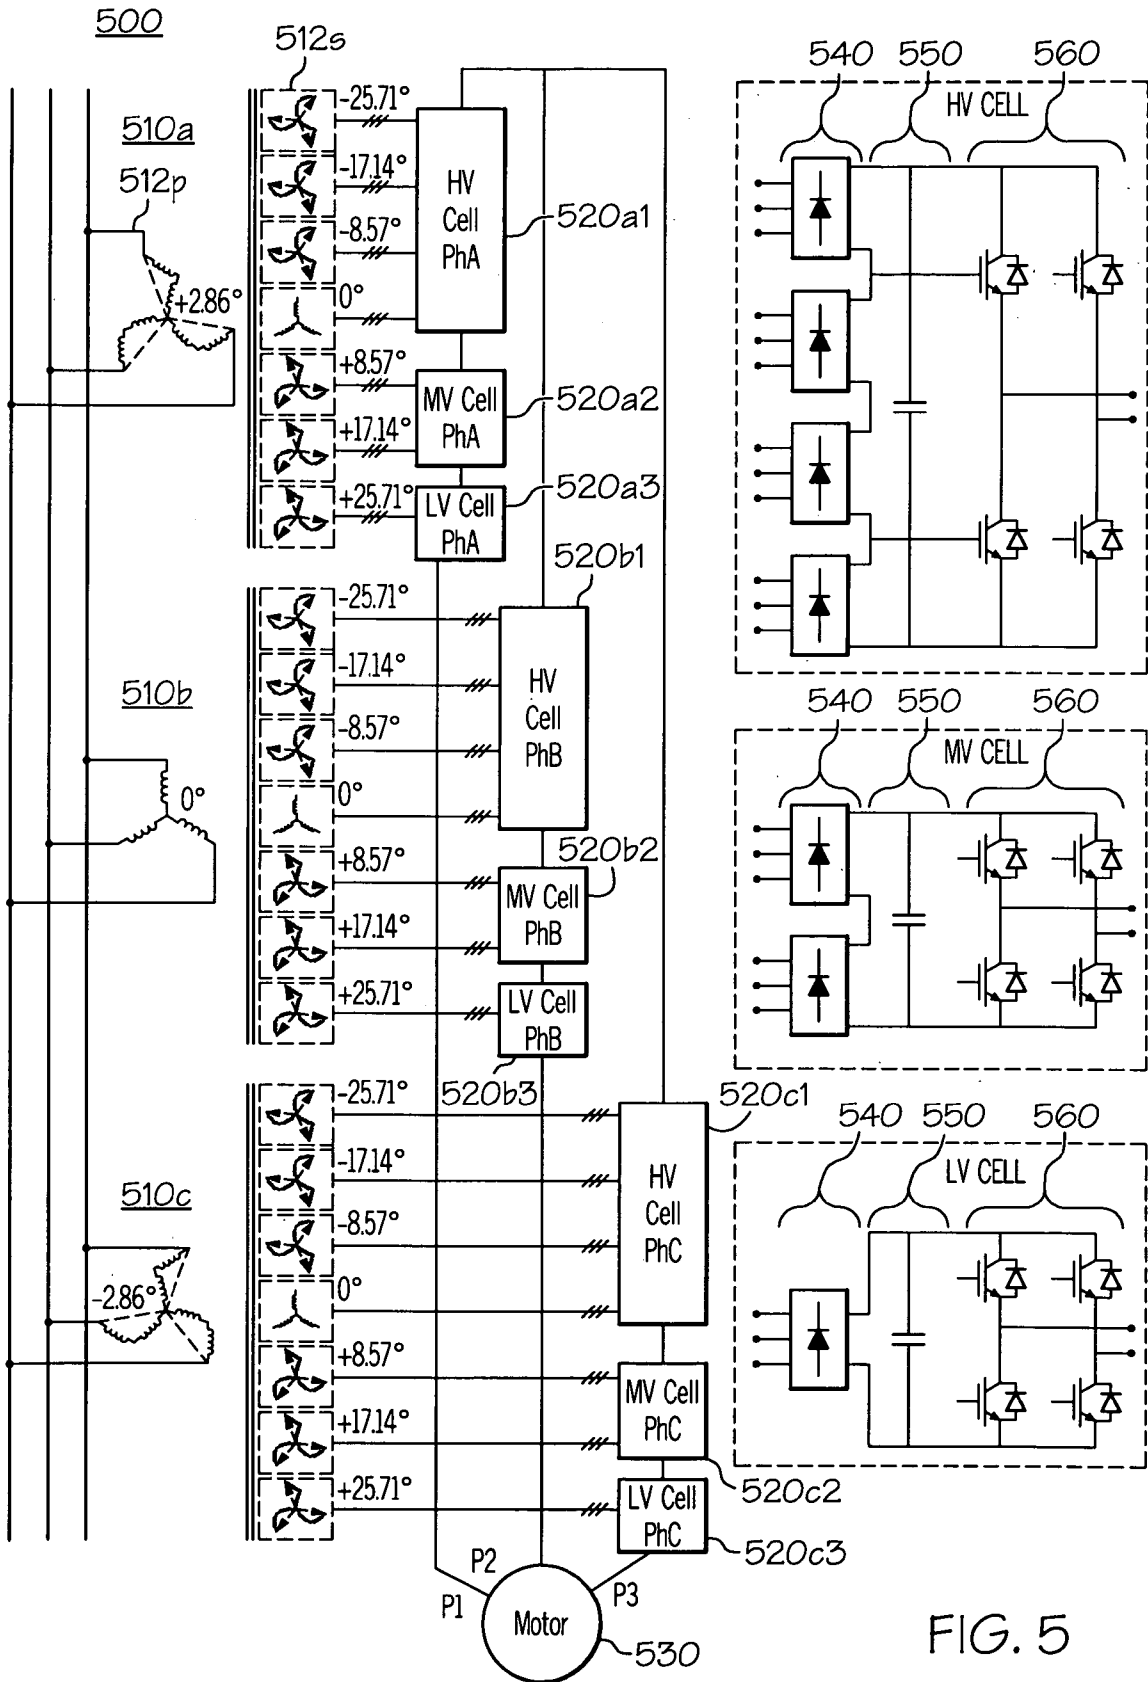 500
512s
510a
512p
+2.86°
-25.71°
-17.14°
-8.57°
0°
+8.57°
+17.14°
+25.71°
HV
Cell
PhA
520a1
MV Cell
PhA
520a2
LV Cell
PhA
520a3
510b
0°
-25.71°
-17.14°
-8.57°
0°
+8.57°
+17.14°
+25.71°
520b1
HV
Cell
PhB
520b2
MV Cell
PhB
LV Cell
PhB
520b3
510c
-2.86°
-25.71°
-17.14°
-8.57°
0°
+8.57°
+17.14°
+25.71°
520c1
HV
Cell
PhC
MV Cell
PhC
520c2
LV Cell
PhC
520c3
P1
P2
P3
Motor
530
540
550
560
HV CELL
540
550
560
MV CELL
540
550
560
LV CELL
FIG. 5